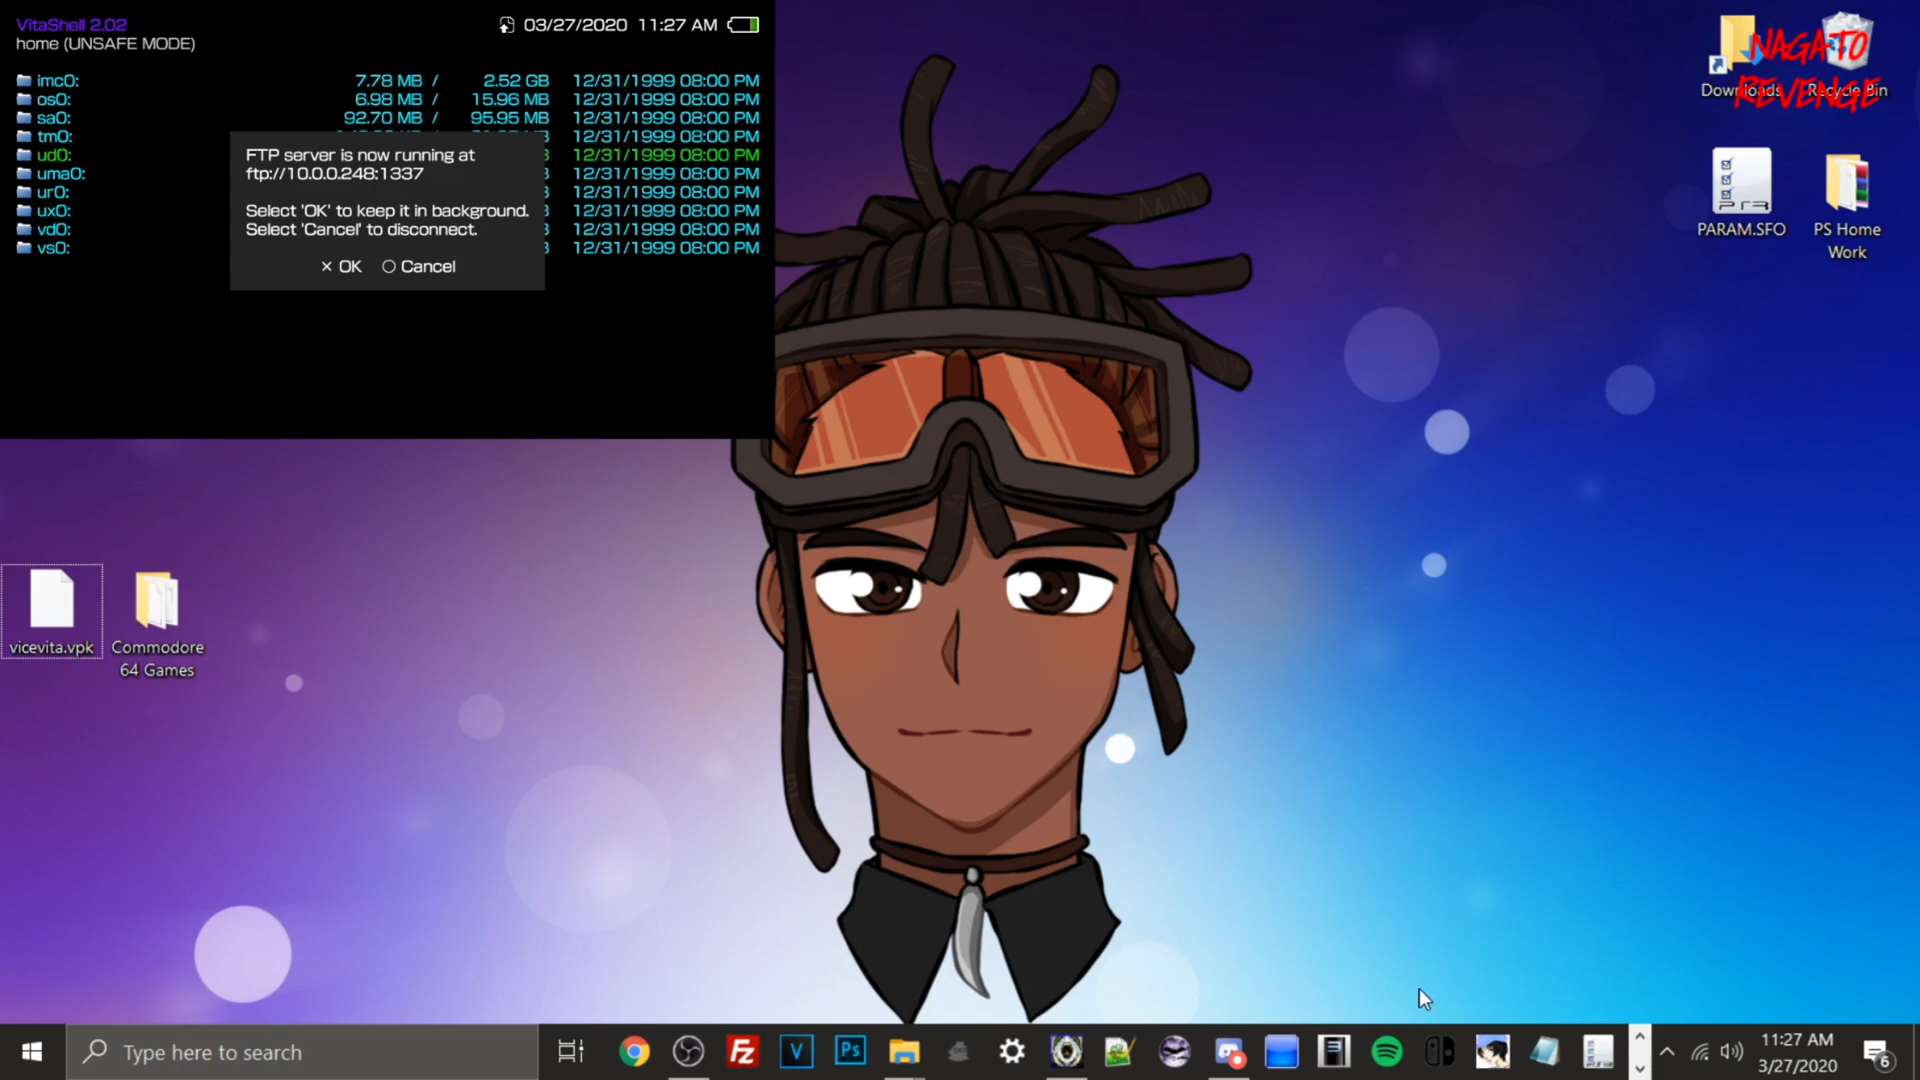 VitaShell 2.02
03/27/2020 11:27 AM
home (UNSAFE MODE)
imc0: 7.78 MB / 2.52 GB 12/31/1999 08:00 PM
os0: 6.98 MB / 15.96 MB 12/31/1999 08:00 PM
sa0: 92.70 MB / 95.95 MB 12/31/1999 08:00 PM
tm0: 12/31/1999 08:00 PM
ud0: 12/31/1999 08:00 PM
uma0: 12/31/1999 08:00 PM
ur0: 12/31/1999 08:00 PM
ux0: 12/31/1999 08:00 PM
vd0: 12/31/1999 08:00 PM
vs0: 12/31/1999 08:00 PM
FTP server is now running at
ftp://10.0.0.248:1337
Select 'OK' to keep it in background.
Select 'Cancel' to disconnect.
× OK ○ Cancel
NAGATO
REVENGE
Downloads
Recycle Bin
PARAM.SFO
PS Home
Work
PS3
vicevita.vpk
Commodore
64 Games
Type here to search
Fz
V
Ps
11:27 AM
3/27/2020
6